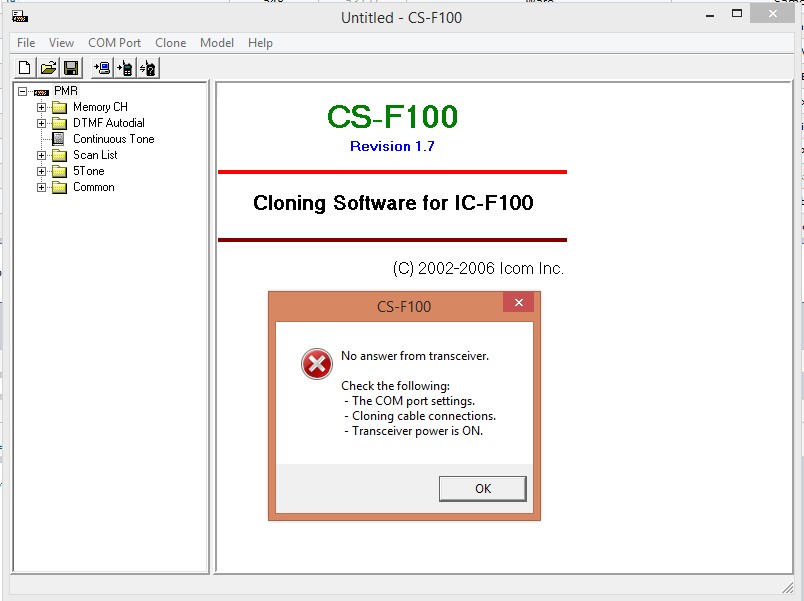 Untitled - CS-F100
File View COM Port Clone Model Help
PMR
Memory CH
DTMF Autodial
Continuous Tone
Scan List
5Tone
Common
CS-F100
Revision 1.7
Cloning Software for IC-F100
(C) 2002-2006 Icom Inc.
CS-F100
No answer from transceiver.
Check the following:
- The COM port settings.
- Cloning cable connections.
- Transceiver power is ON.
OK